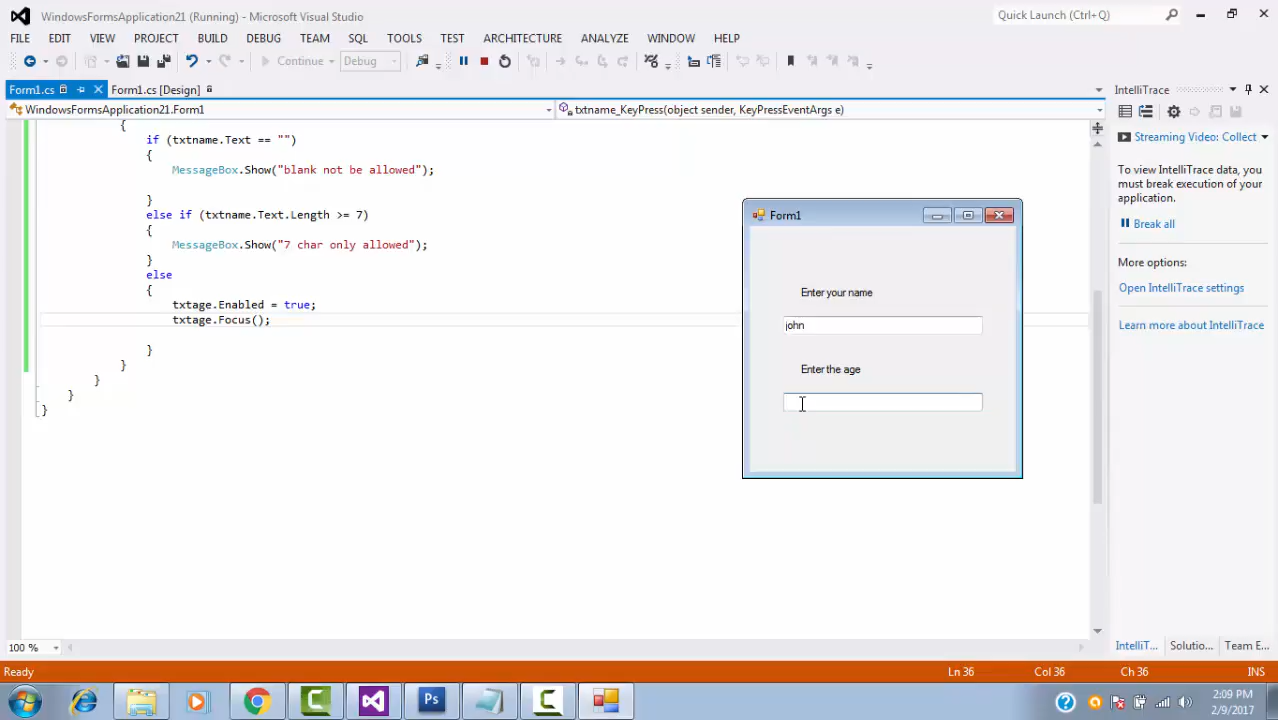 WindowsFormsApplication21 (Running) - Microsoft Visual Studio
Quick Launch (Ctrl+Q)
FILE EDIT VIEW PROJECT BUILD DEBUG TEAM SQL TOOLS TEST ARCHITECTURE ANALYZE WINDOW HELP
Continue Debug
Form1.cs Form1.cs [Design]
WindowsFormsApplication21.Form1 txtname_KeyPress(object sender, KeyPressEventArgs e)
{
if (txtname.Text == "")
{
MessageBox.Show("blank not be allowed");
}
else if (txtname.Text.Length >= 7)
{
MessageBox.Show("7 char only allowed");
}
else
{
txtage.Enabled = true;
txtage.Focus();
}
}
}
}
}
100 %
Form1
Enter your name
john
Enter the age
IntelliTrace
Streaming Video: Collect
To view IntelliTrace data, you
must break execution of your
application.
Break all
More options:
Open IntelliTrace settings
Learn more about IntelliTrace
IntelliT... Solutio... Team E...
Ready Ln 36 Col 36 Ch 36 INS
Ps
2:09 PM
2/9/2017